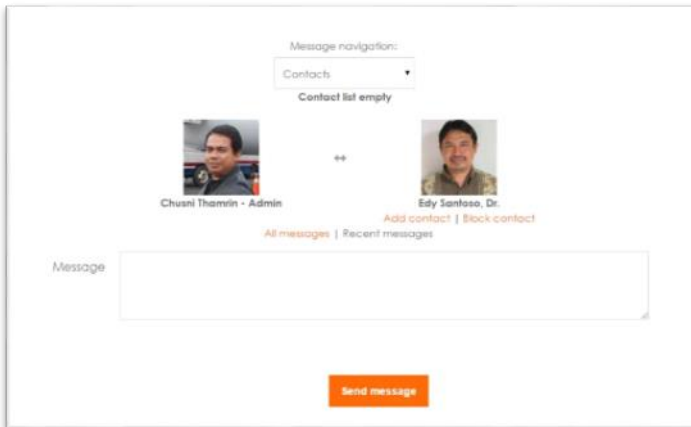 Message navigation:
Contacts
Contact list empty
↔
Chusni Thamrin - Admin
Edy Santoso, Dr.
Add contact | Block contact
All messages | Recent messages
Message
Send message